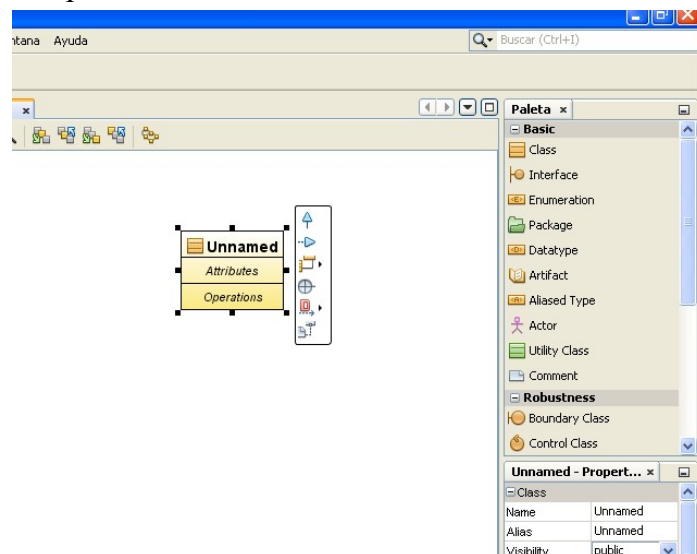 ntana Ayuda
Buscar (Ctrl+I)
Paleta
Basic
Class
Interface
Enumeration
Package
Datatype
Artifact
Aliased Type
Actor
Utility Class
Comment
Robustness
Boundary Class
Control Class
Unnamed
Attributes
Operations
Unnamed - Propert...
Class
Name Unnamed
Alias Unnamed
Visibility public